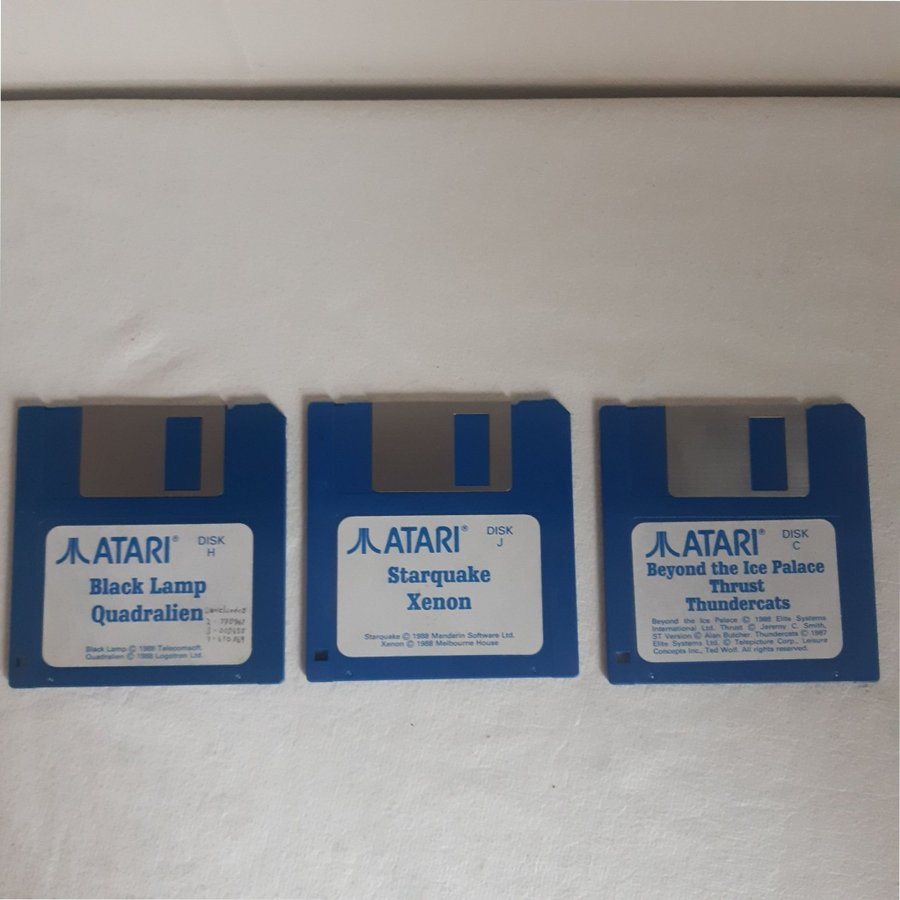 ATARI® DISK H
Black Lamp
Quadralien
Black Lamp © 1988 Telecomsoft.
Quadralien © 1988 Logotron Ltd.
ATARI® DISK J
Starquake
Xenon
Starquake © 1988 Mandarin Software Ltd.
Xenon © 1988 Melbourne House
ATARI® DISK C
Beyond the Ice Palace
Thrust
Thundercats
Beyond the Ice Palace © 1988 Elite Systems
International Ltd. Thrust © Jeremy C. Smith,
ST Version © Alan Butcher. Thundercats © 1987
Elite Systems Ltd, © Telepicture Corp., Leisure
Concepts Inc., Ted Wolf. All rights reserved.